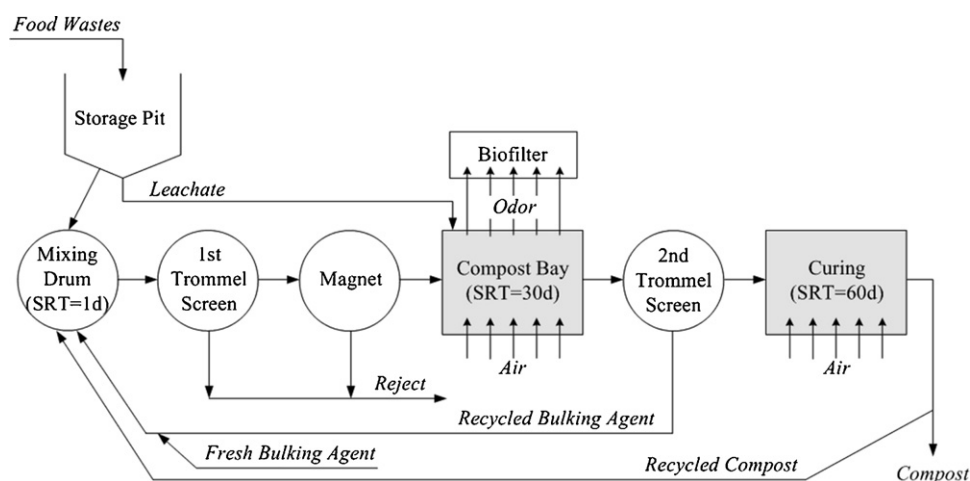 Food Wastes
Storage Pit
Biofilter
Leachate
Odor
Mixing
Drum
(SRT=1d)
1st
Trommel
Screen
Magnet
Compost Bay
(SRT=30d)
2nd
Trommel
Screen
Curing
(SRT=60d)
Air
Air
Reject
Recycled Bulking Agent
Fresh Bulking Agent
Recycled Compost
Compost